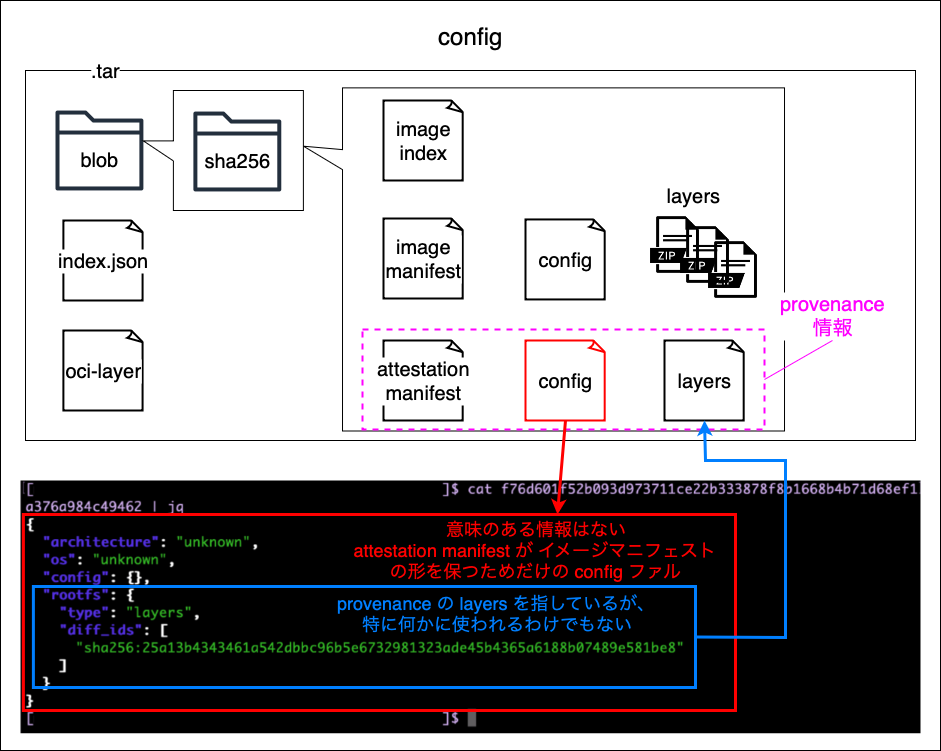 config
.tar
blob
sha256
image
index
index.json
image
manifest
config
layers
ZIP
ZIP
ZIP
provenance
情報
oci-layer
attestation
manifest
config
layers
[ ]$ cat f76d601f52b093d973711ce22b333878f8b1668b4b71d68ef1
a376a984c49462 | jq
{
"architecture": "unknown",
"os": "unknown",
"config": {},
"rootfs": {
"type": "layers",
"diff_ids": [
"sha256:25a13b4343461a542dbbc96b5e6732981323ade45b4365a6188b07489e581be8"
]
}
}
[ ]$
意味のある情報はない
attestation manifest が イメージマニフェスト
の形を保つためだけの config ファル
provenance の layers を指しているが、
特に何かに使われるわけでもない